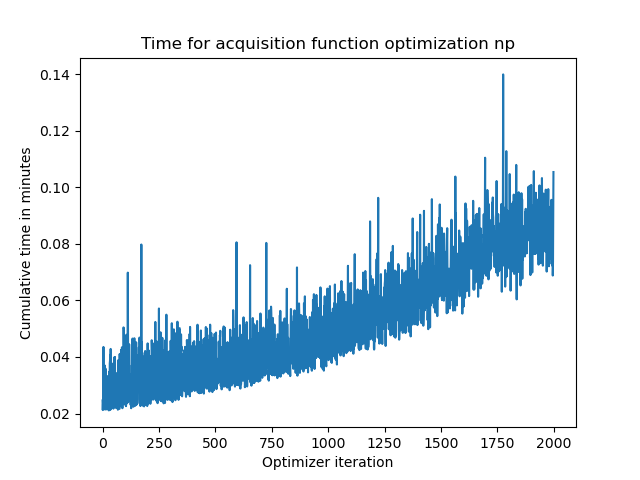 Time for acquisition function optimization np
Cumulative time in minutes
0.14
0.12
0.10
0.08
0.06
0.04
0.02
0 250 500 750 1000 1250 1500 1750 2000
Optimizer iteration